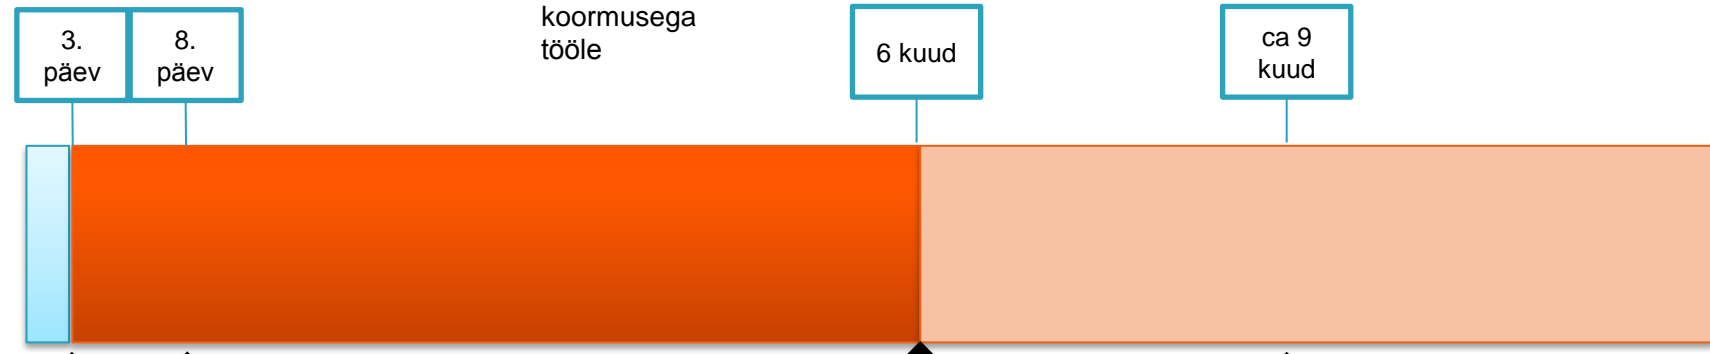 3.
päev
8.
päev
koormusega
tööle
6 kuud
ca 9
kuud